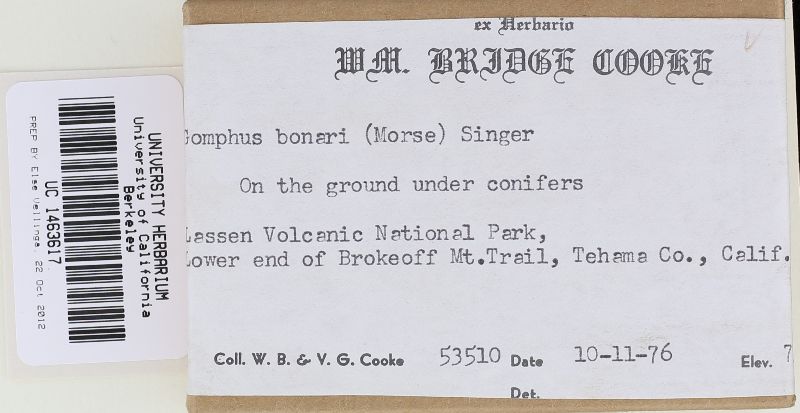 ex Herbario
WM. BRIDGE COOKE
Gomphus bonari (Morse) Singer
On the ground under conifers
Lassen Volcanic National Park,
Lower end of Brokeoff Mt.Trail, Tehama Co., Calif.
Coll. W. B. & V. G. Cooke 53510 Date 10-11-76 Elev. 7
Det.
UNIVERSITY HERBARIUM
University of California
Berkeley
UC 1463617
PREP BY Else Vellinga, 22 Oct 2012